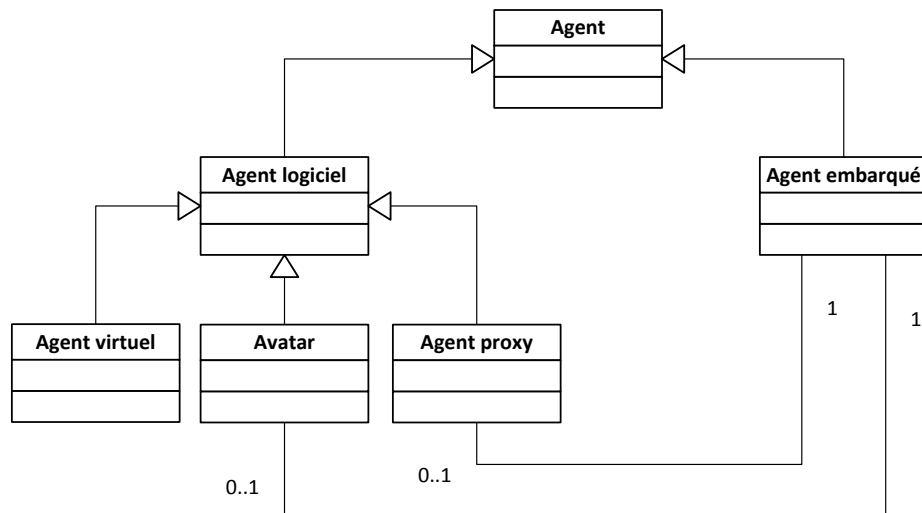 Agent
Agent logiciel
Agent embarqué
Agent virtuel
Avatar
Agent proxy
1
1
0..1
0..1